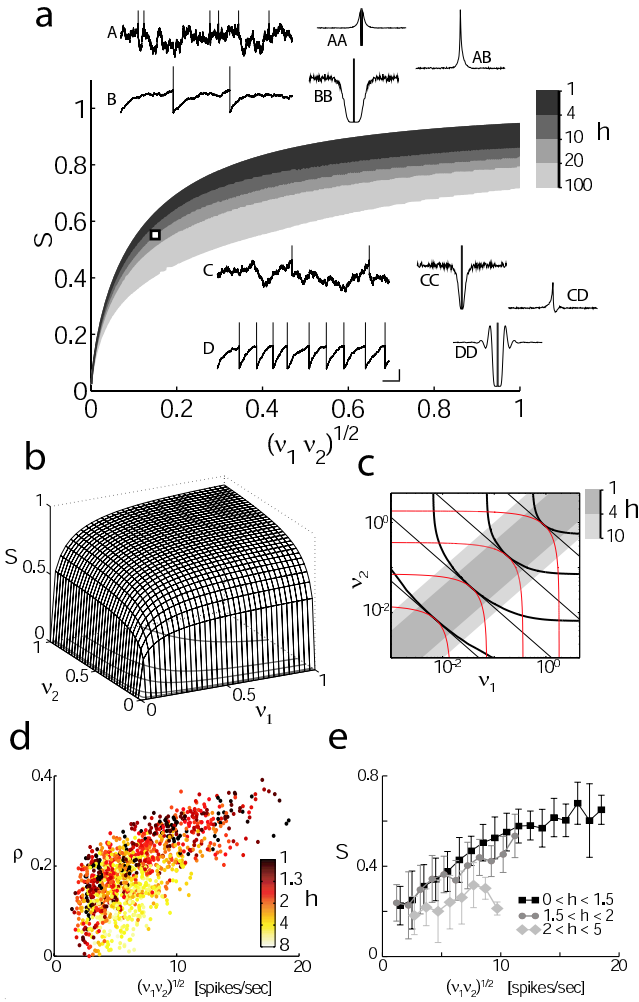 a
A
AA
AB
B
BB
1
4
10
20
100
h
1
0.8
0.6
0.4
0.2
0
S
C
CC
CD
D
DD
0 0.2 0.4 0.6 0.8 1
(ν1 ν2)^1/2
b
1
0.5
0
S
1
0.5
0
ν2
0
0.5
1
ν1
c
10^0
10^-2
ν2
10^-2 10^0
ν1
1
4
10
h
d
0.4
0.2
0
ρ
0 10 20
(ν1ν2)^1/2 [spikes/sec]
1
1.3
2
4
8
h
e
0.8
0.4
0
S
0 10 20
(ν1ν2)^1/2 [spikes/sec]
0 < h < 1.5
1.5 < h < 2
2 < h < 5